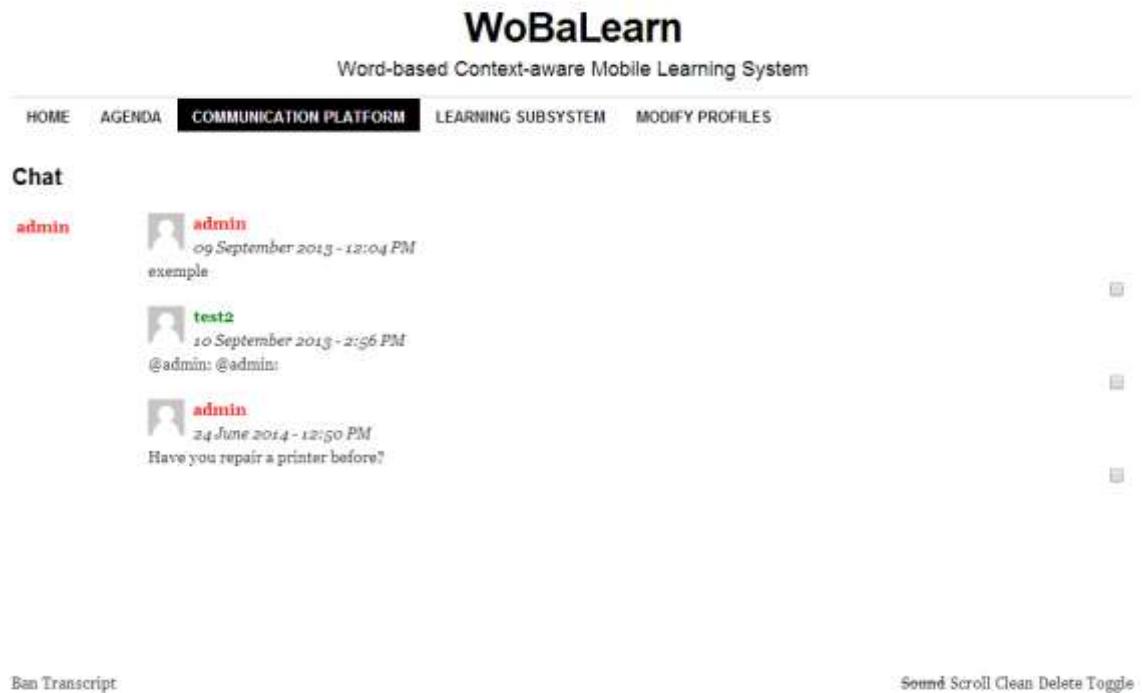 WoBaLearn
Word-based Context-aware Mobile Learning System
HOME AGENDA COMMUNICATION PLATFORM LEARNING SUBSYSTEM MODIFY PROFILES
Chat
admin
admin
09 September 2013 - 12:04 PM
exemple
test2
10 September 2013 - 2:56 PM
@admin: @admin:
admin
24 June 2014 - 12:50 PM
Have you repair a printer before?
Ban Transcript
Sound Scroll Clean Delete Toggle